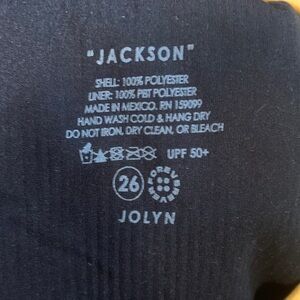 "JACKSON"
SHELL: 100% POLYESTER
LINER: 100% PBT POLYESTER
MADE IN MEXICO. RN 159099
HAND WASH COLD & HANG DRY
DO NOT IRON, DRY CLEAN, OR BLEACH
UPF 50+
26
JOLYN